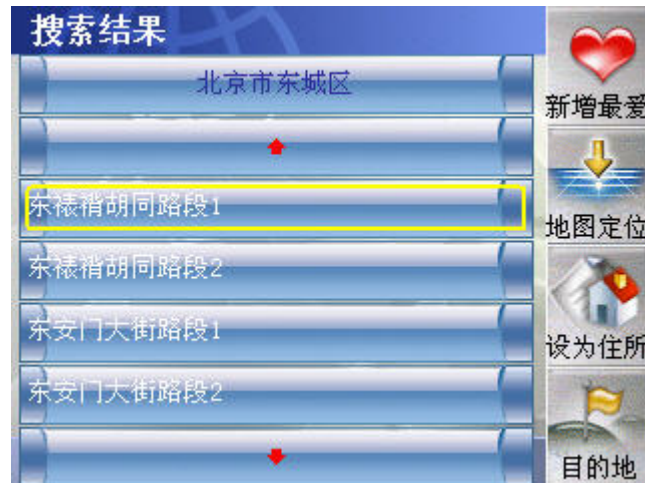 搜索结果
北京市东城区
东裱褙胡同路段1
东裱褙胡同路段2
东安门大街路段1
东安门大街路段2
新增最爱
地图定位
设为住所
目的地